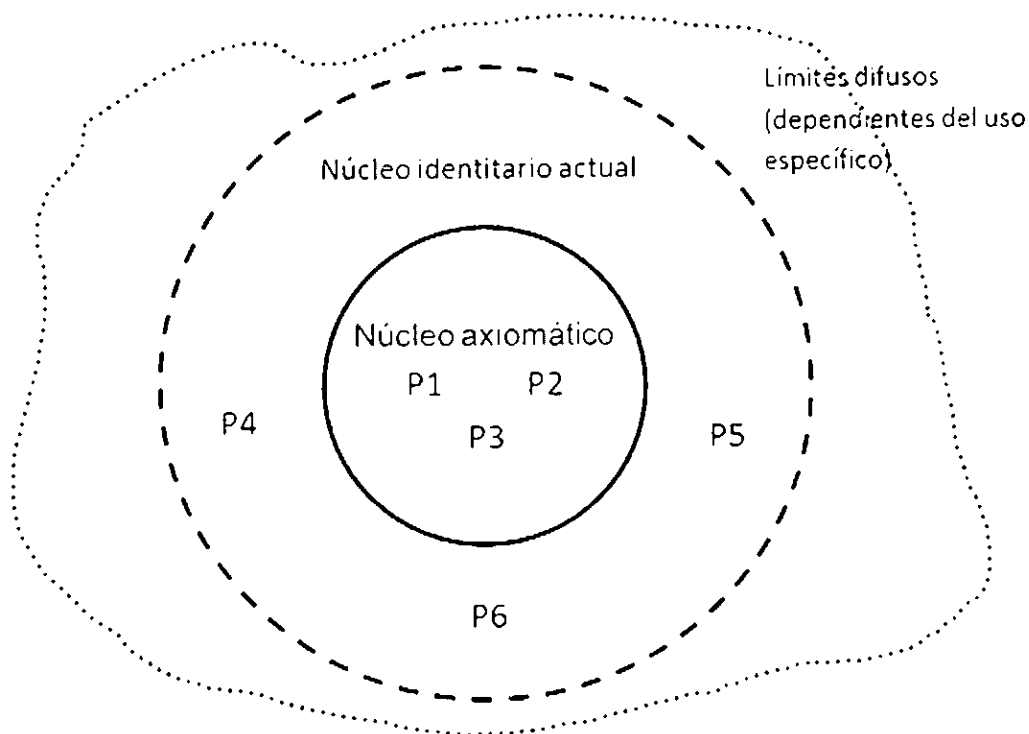 Límites difusos
(dependientes del uso
específico)
Núcleo identitario actual
Núcleo axiomático
P1 P2
P3
P4
P5
P6